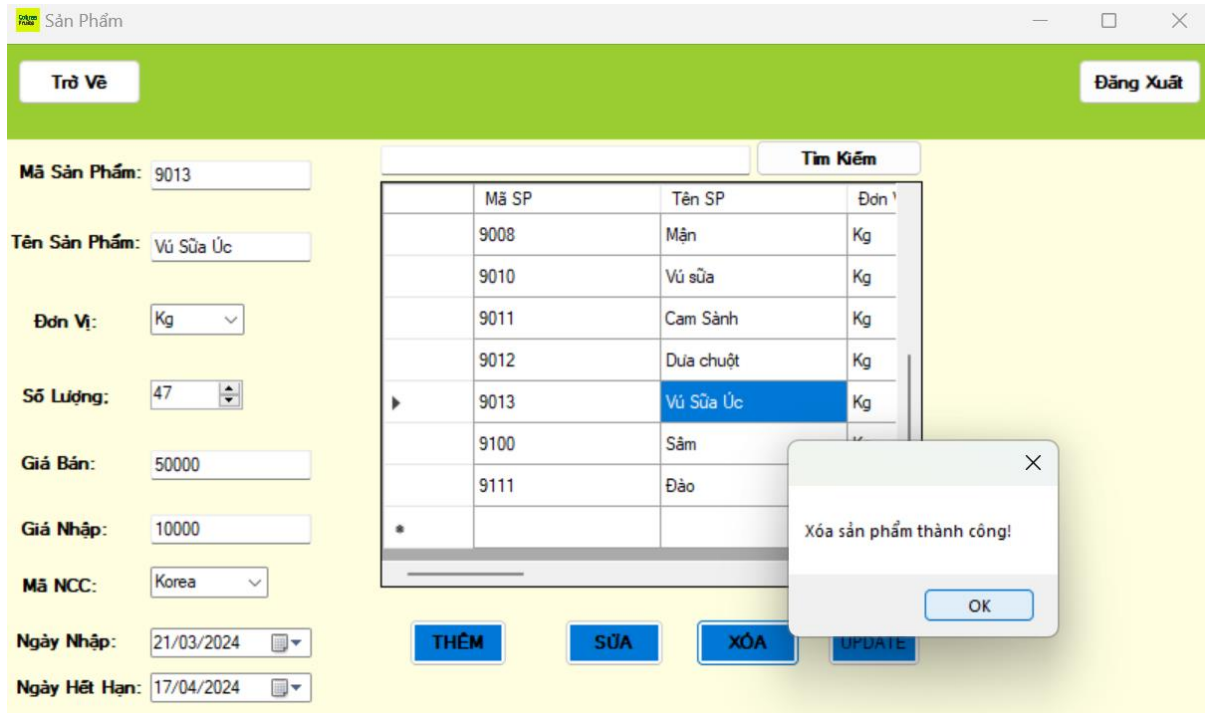 Sản Phẩm
Trở Về
Đăng Xuất
Mã Sản Phẩm: 9013
Tên Sản Phẩm: Vú Sữa Úc
Đơn Vị: Kg
Số Lượng: 47
Giá Bán: 50000
Giá Nhập: 10000
Mã NCC: Korea
Ngày Nhập: 21/03/2024
Ngày Hết Hạn: 17/04/2024
Tìm Kiếm
Mã SP Tên SP Đơn
9008 Mận Kg
9010 Vú sữa Kg
9011 Cam Sành Kg
9012 Dưa chuột Kg
9013 Vú Sữa Úc Kg
9100 Sâm
9111 Đào
Xóa sản phẩm thành công!
OK
THÊM SỬA XÓA UPDATE